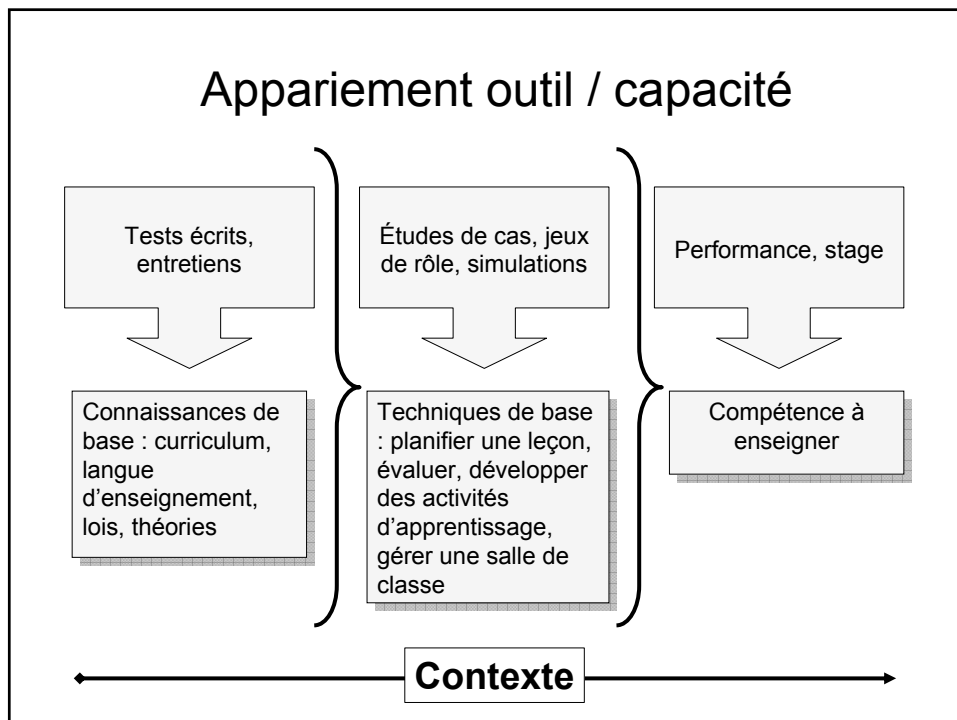 Appariement outil / capacité
Tests écrits,
entretiens
Études de cas, jeux
de rôle, simulations
Performance, stage
Connaissances de
base : curriculum,
langue
d’enseignement,
lois, théories
Techniques de base
: planifier une leçon,
évaluer, développer
des activités
d’apprentissage,
gérer une salle de
classe
Compétence à
enseigner
Contexte